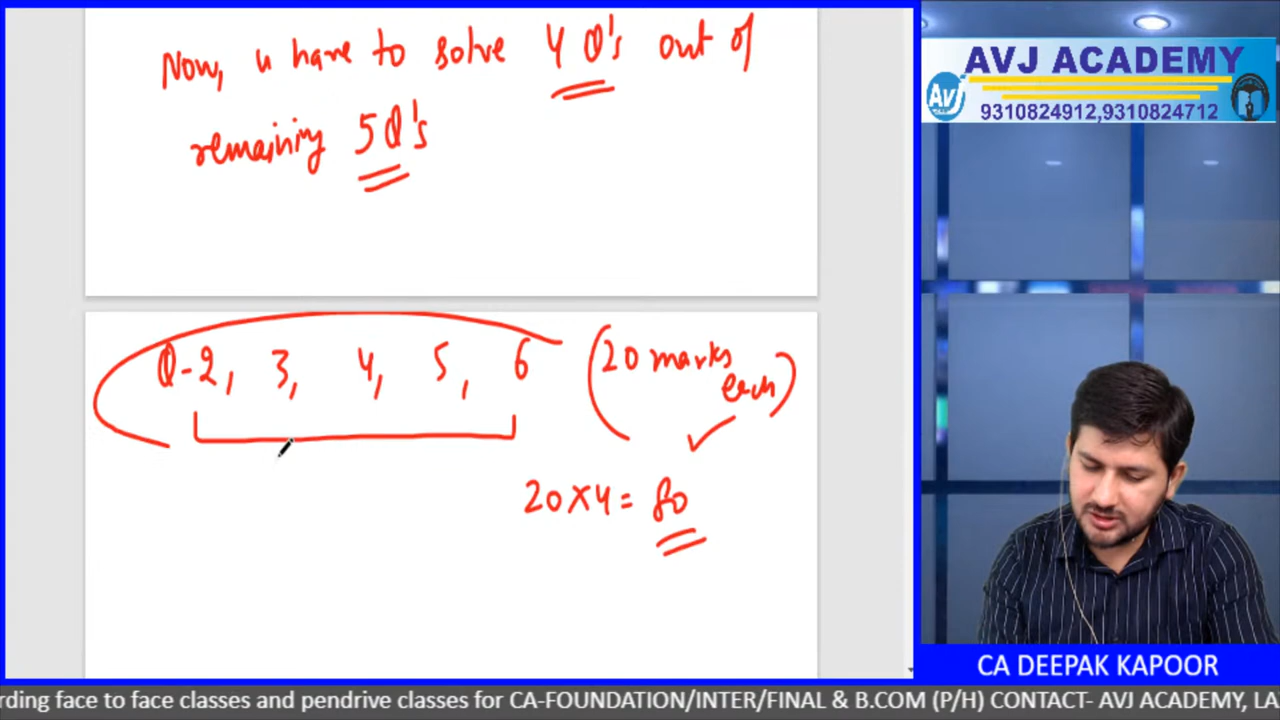 Now, u have to solve 4 Q's out of
remaining 5Q's
Q-2, 3, 4, 5, 6 (20 marks
each)
20×4 = 80
AVJ ACADEMY
AVJ
9310824912,9310824712
CA DEEPAK KAPOOR
rding face to face classes and pendrive classes for CA-FOUNDATION/INTER/FINAL & B.COM (P/H) CONTACT- AVJ ACADEMY, LA